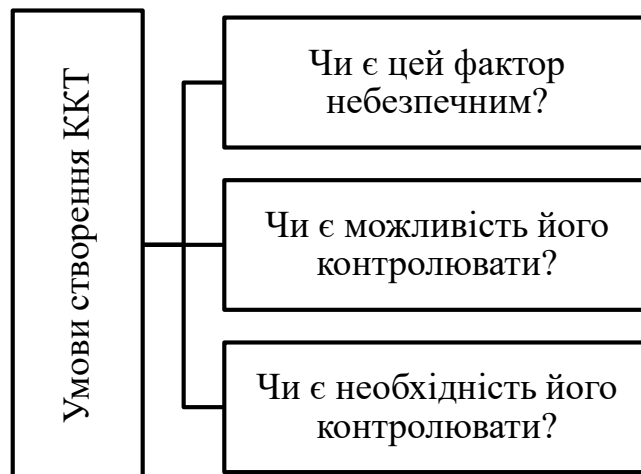 Умови створення ККТ
Чи є цей фактор
небезпечним?
Чи є можливість його
контролювати?
Чи є необхідність його
контролювати?